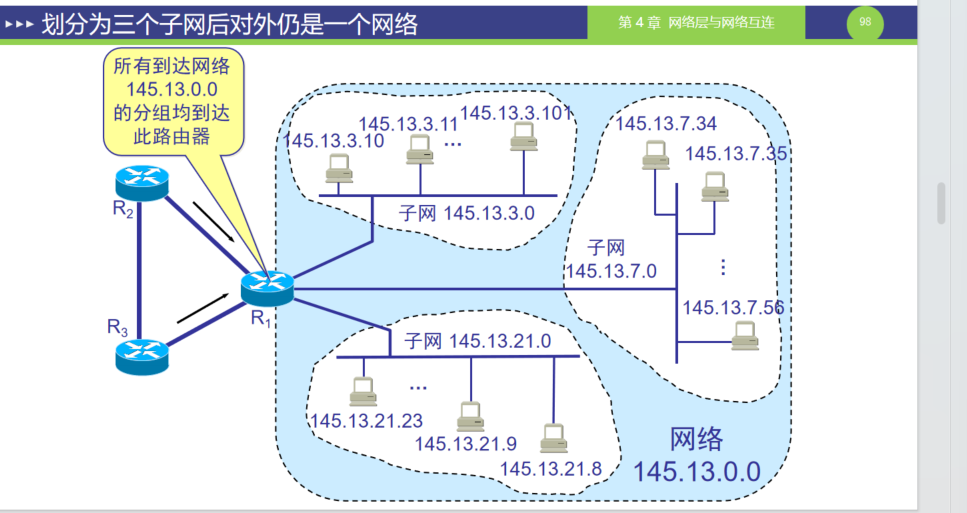 ►►► 划分为三个子网后对外仍是一个网络
第 4 章 网络层与网络互连
98
所有到达网络
145.13.0.0
的分组均到达
此路由器
145.13.3.10
145.13.3.11
…
145.13.3.101
子网 145.13.3.0
145.13.7.34
145.13.7.35
子网
145.13.7.0
⋮
145.13.7.56
R2
R1
R3
子网 145.13.21.0
…
145.13.21.23
145.13.21.9
145.13.21.8
网络
145.13.0.0